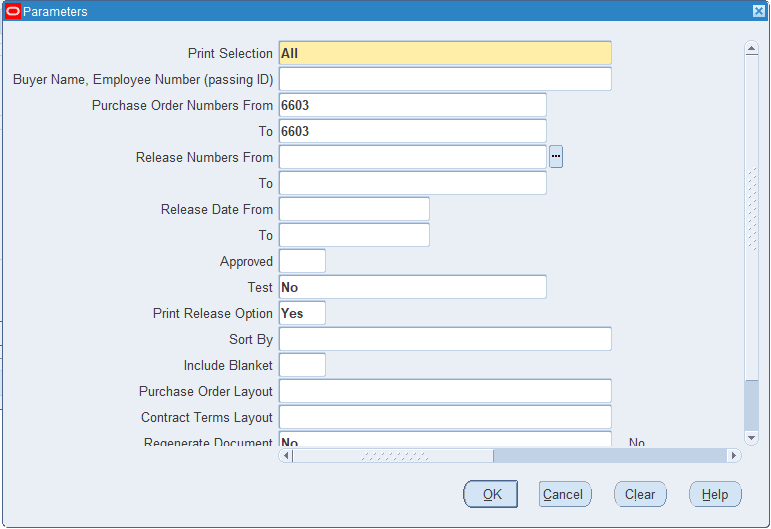 Parameters
Print Selection All
Buyer Name, Employee Number (passing ID)
Purchase Order Numbers From 6603
To 6603
Release Numbers From ...
To
Release Date From
To
Approved
Test No
Print Release Option Yes
Sort By
Include Blanket
Purchase Order Layout
Contract Terms Layout
Regenerate Document No No
OK Cancel Clear Help